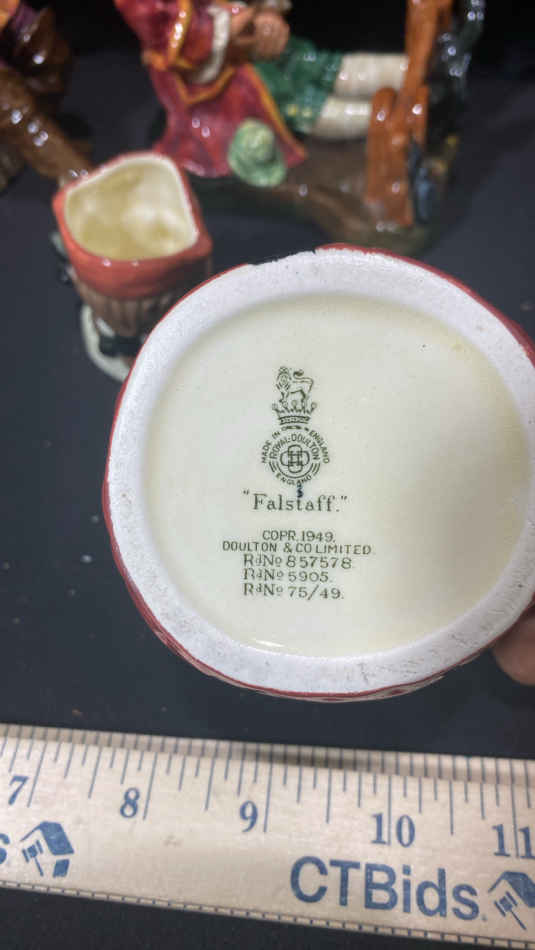 MADE IN ENGLAND
ROYAL·DOULTON
ENGLAND
"Falstaff."
COPR. 1949.
DOULTON & CO LIMITED.
RdNo 857578.
RdNo 5905.
RdNo 75/49.
7 8 9 10 11
CTBids.